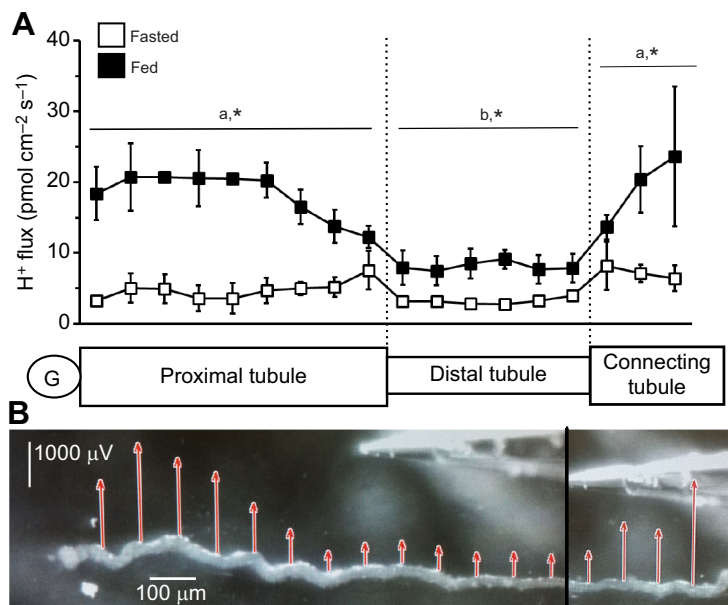 A
Fasted
Fed
40
30
20
10
0
H⁺ flux (pmol cm⁻² s⁻¹)
a,*
b,*
a,*
G
Proximal tubule
Distal tubule
Connecting
tubule
B
1000 µV
100 µm